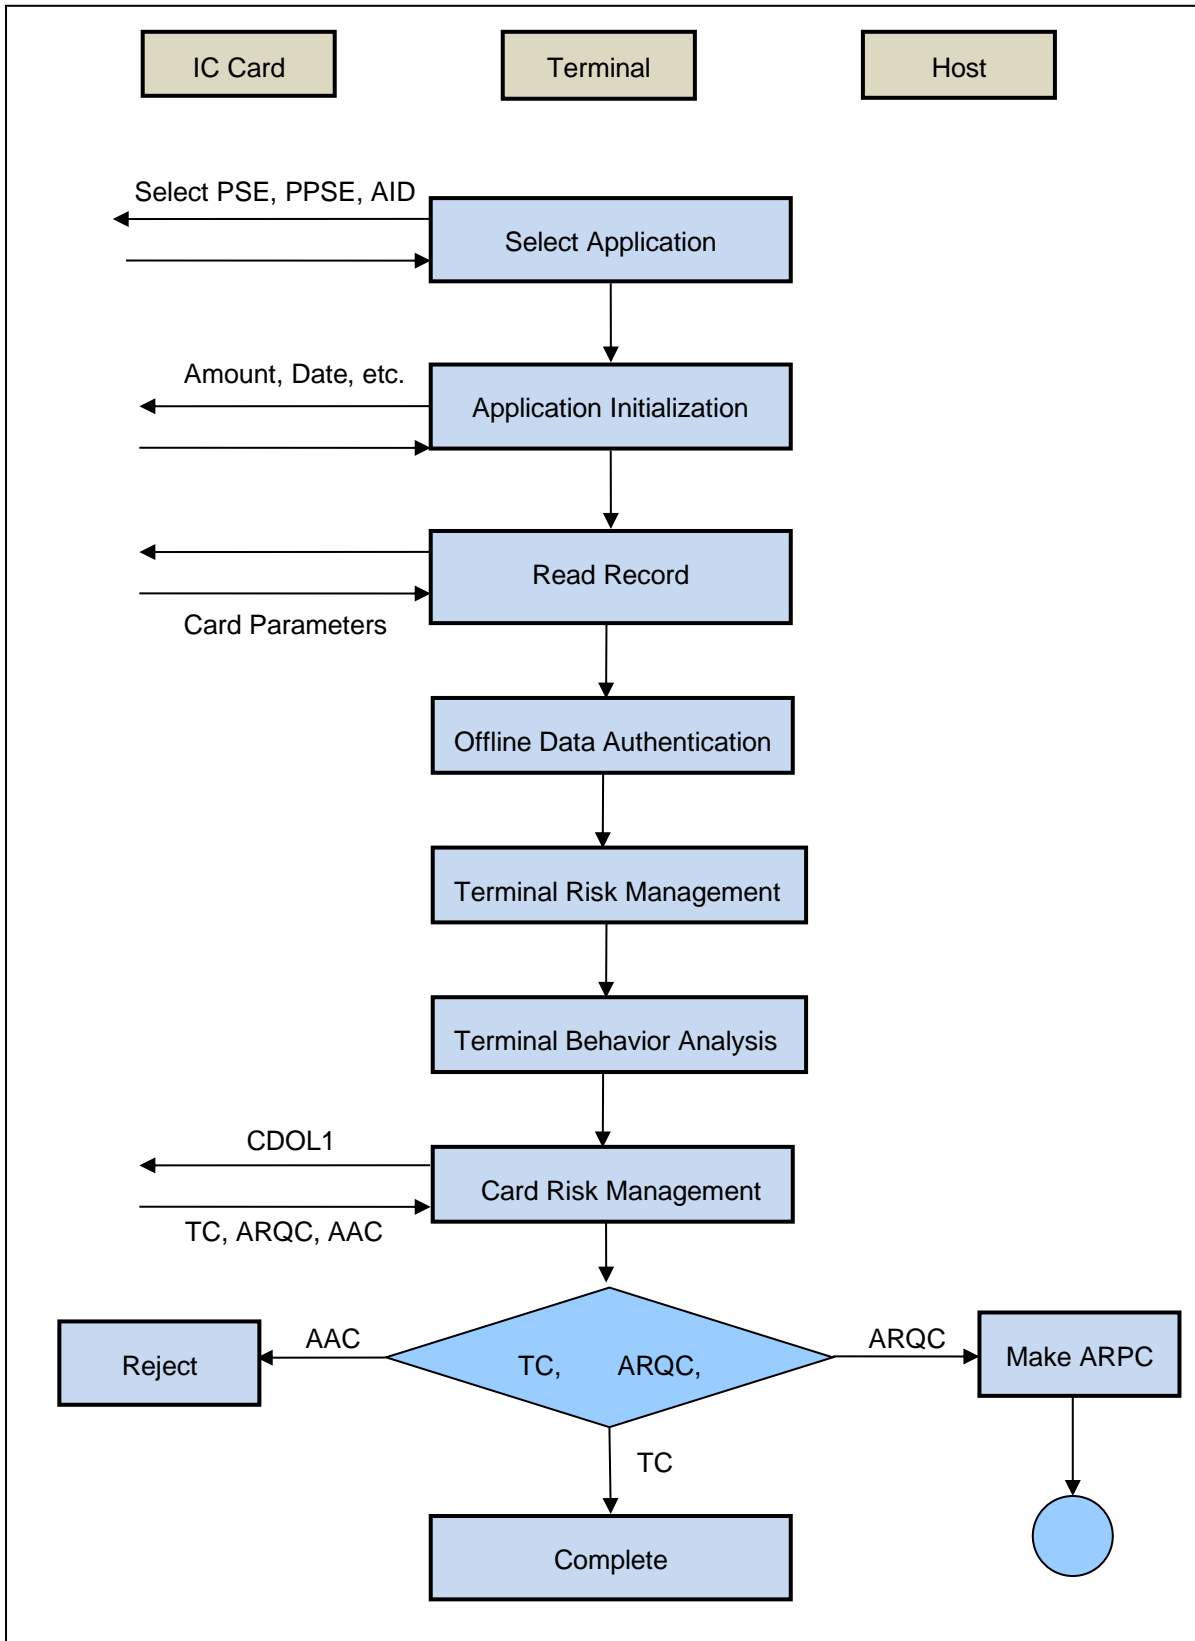 IC Card
Terminal
Host
Select PSE, PPSE, AID
Select Application
Amount, Date, etc.
Application Initialization
Read Record
Card Parameters
Offline Data Authentication
Terminal Risk Management
Terminal Behavior Analysis
CDOL1
Card Risk Management
TC, ARQC, AAC
AAC
ARQC
Reject
TC, ARQC,
Make ARPC
TC
Complete